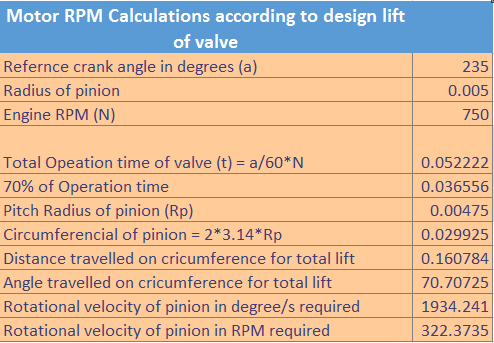 Motor RPM Calculations according to design lift
of valve
Refernce crank angle in degrees (a) 235
Radius of pinion 0.005
Engine RPM (N) 750
Total Opeation time of valve (t) = a/60*N 0.052222
70% of Operation time 0.036556
Pitch Radius of pinion (Rp) 0.00475
Circumferencial of pinion = 2*3.14*Rp 0.029925
Distance travelled on cricumference for total lift 0.160784
Angle travelled on cricumference for total lift 70.70725
Rotational velocity of pinion in degree/s required 1934.241
Rotational velocity of pinion in RPM required 322.3735